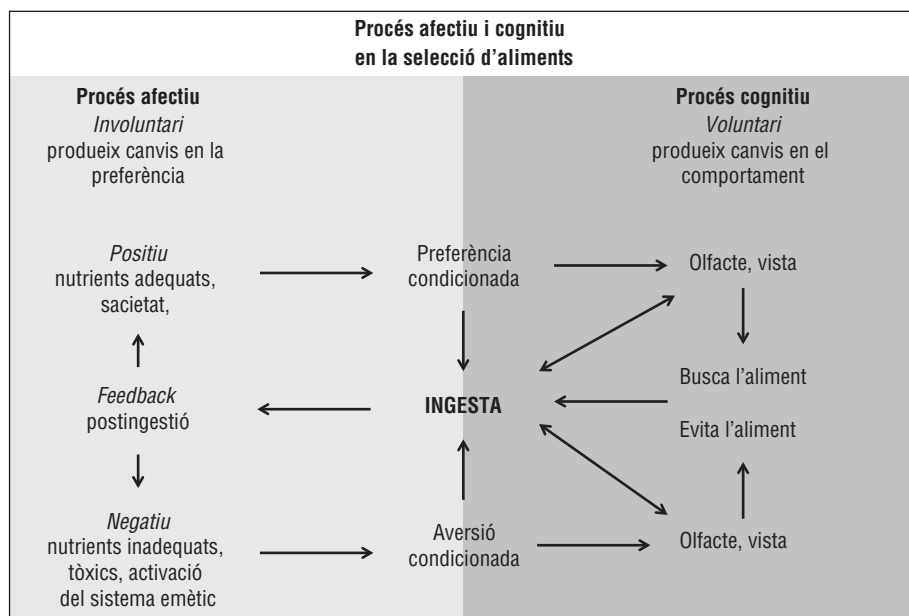 Procés afectiu i cognitiu
en la selecció d'aliments
Procés afectiu
Involuntari
produeix canvis en la
preferència
Procés cognitiu
Voluntari
produeix canvis en el
comportament
Positiu
nutrients adequats,
sacietat,
Preferència
condicionada
Olfacte, vista
Feedback
postingestió
INGESTA
Busca l'aliment
Evita l'aliment
Negatiu
nutrients inadequats,
tòxics, activació
del sistema emètic
Aversió
condicionada
Olfacte, vista